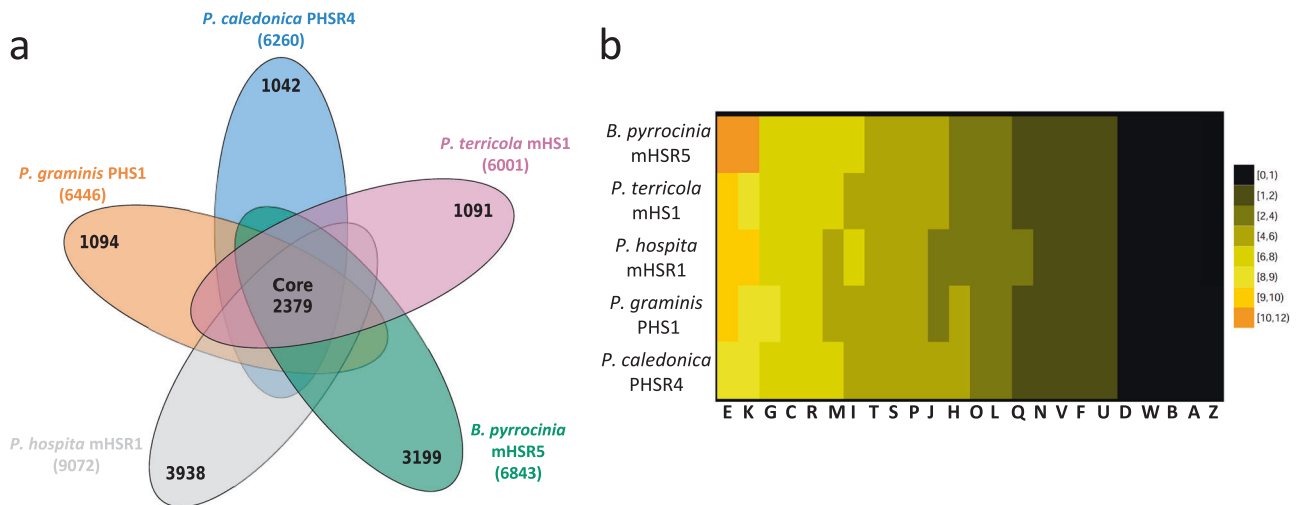 a
P. caledonica PHSR4
(6260)
1042
P. terricola mHS1
(6001)
1091
P. graminis PHS1
(6446)
1094
Core
2379
P. hospita mHSR1
(9072)
3938
B. pyrrocinia
mHSR5
(6843)
3199
b
B. pyrrocinia
mHSR5
P. terricola
mHS1
P. hospita
mHSR1
P. graminis
PHS1
P. caledonica
PHSR4
E K G C R M I T S P J H O L Q N V F U D W B A Z
[0,1)
[1,2)
[2,4)
[4,6)
[6,8)
[8,9)
[9,10)
[10,12)